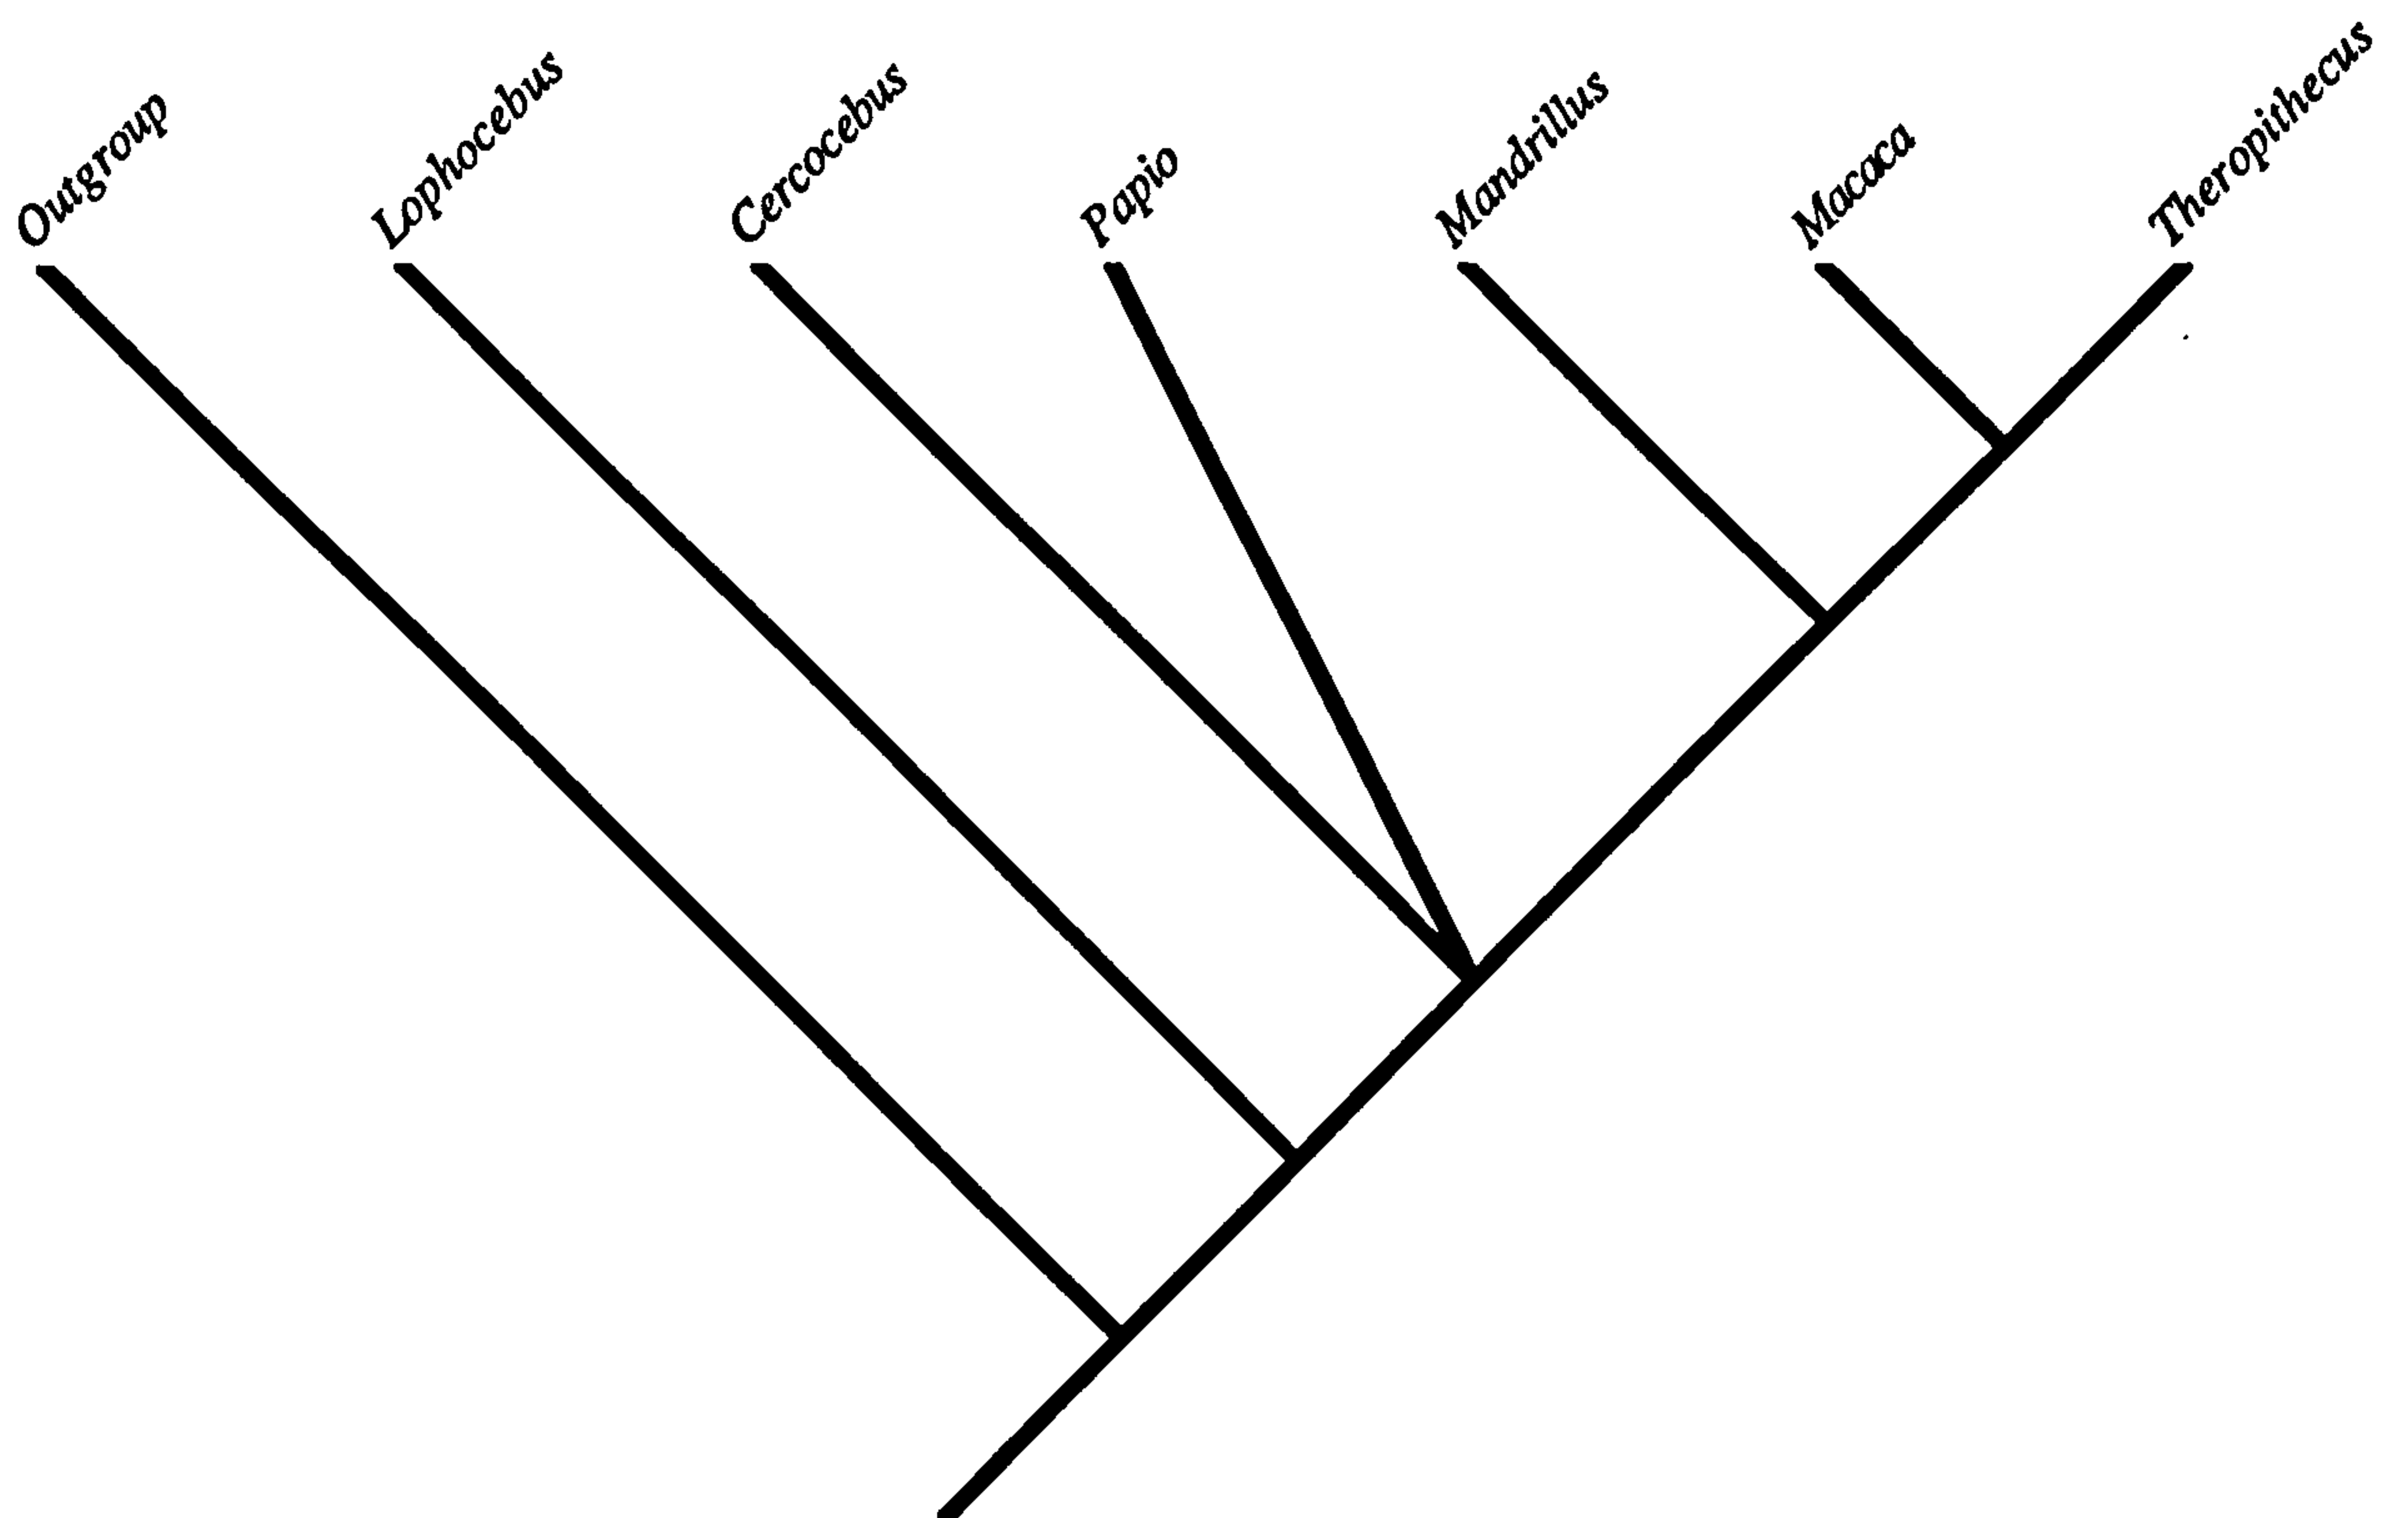 Outgroup
Lophocebus
Cercocebus
Papio
Mandrillus
Macaca
Theropithecus